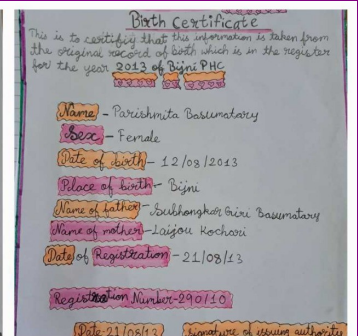 Birth Certificate
This is to certifiy that this information is taken from
the original record of birth which is in the register
for the year 2013 of Bijni PHC
Name - Parishmita Basumatary
Sex - Female
Date of birth - 12/08/2013
Pelace of birth - Bijni
Name of father - Subhongkar Giri Basumatary
Name of mother - Laijou Kochari
Date of Registration - 21/08/13
Registration Number-290/10
Date-21/08/13 signature of issuing authority